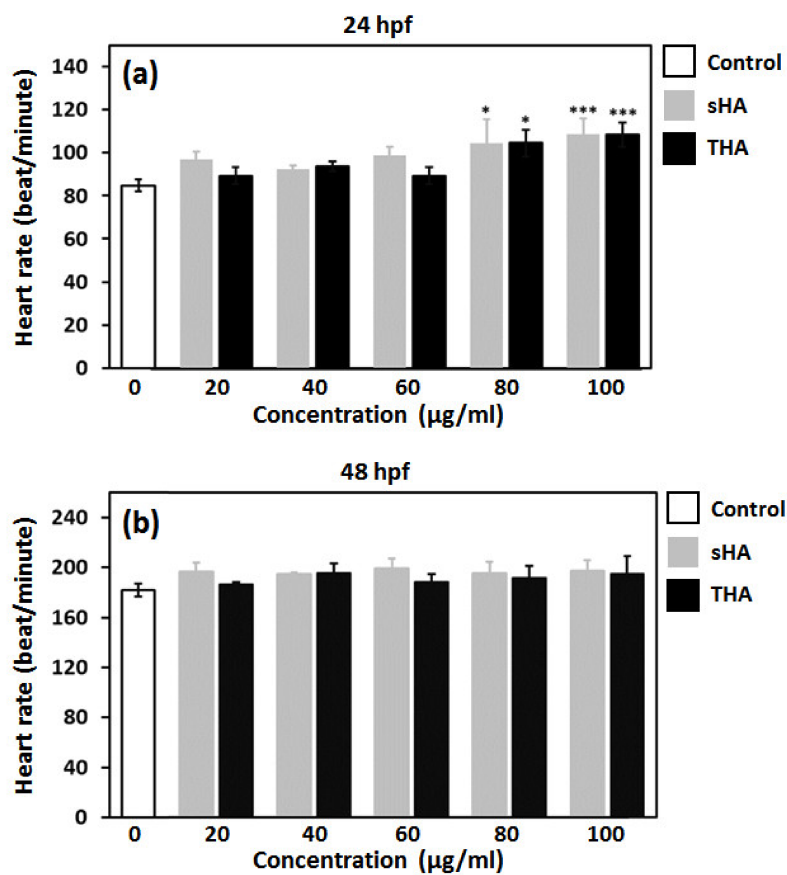 24 hpf
(a)
140
120
100
80
60
40
20
0
Heart rate (beat/minute)
* * *** ***
0 20 40 60 80 100
Concentration (µg/ml)
Control
sHA
THA
48 hpf
(b)
240
200
160
120
80
40
0
Heart rate (beat/minute)
0 20 40 60 80 100
Concentration (µg/ml)
Control
sHA
THA